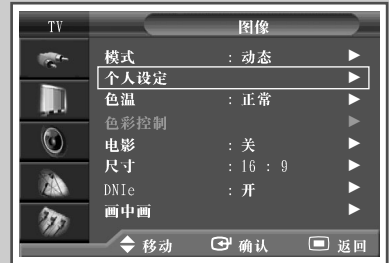 TV 图像
模式 : 动态
个人设定
色温 : 正常
色彩控制
电影 : 关
尺寸 : 16 : 9
DNIe : 开
画中画
移动 确认 返回